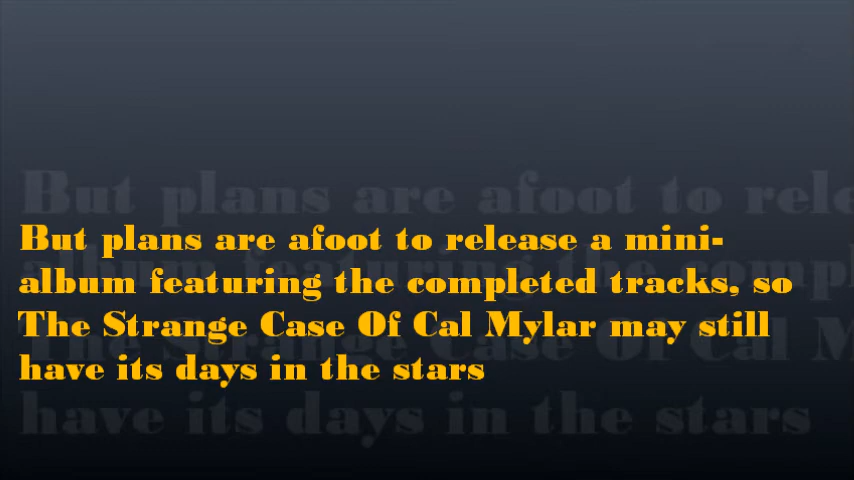 But plans are afoot to release a mini-
album featuring the completed tracks, so
The Strange Case Of Cal Mylar may still
have its days in the stars